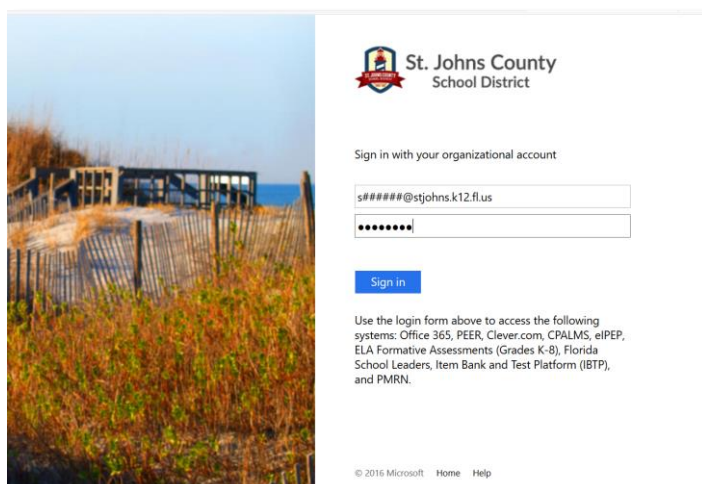 St. Johns County
School District
Sign in with your organizational account
s######@stjohns.k12.fl.us
Sign in
Use the login form above to access the following
systems: Office 365, PEER, Clever.com, CPALMS, eIPEP,
ELA Formative Assessments (Grades K-8), Florida
School Leaders, Item Bank and Test Platform (IBTP),
and PMRN.
© 2016 Microsoft Home Help